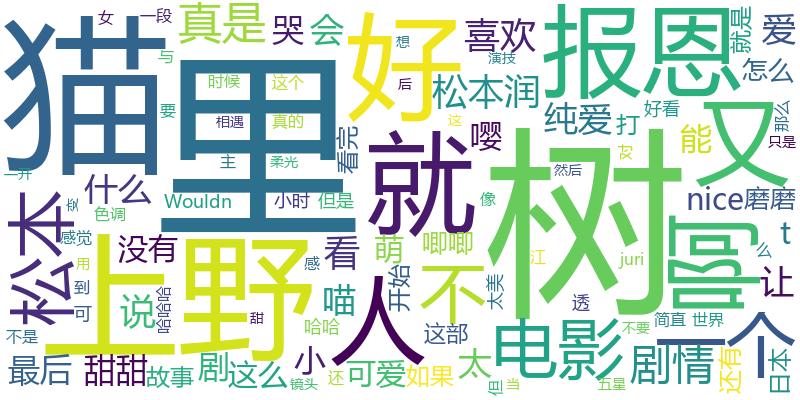 猫
里
树
上野
好
报恩
又
就
啊
人
不
一个
松本
电影
真是
哭
会
喜欢
松本润
纯爱
打
能
爱
怎么
就是
好看
那么
只是
女
一段
与
要
时候
这个
相遇
真的
主
柔光
看完
想
后
演技
这
嘤
什么
Wouldn
小时
但是
像
然后
nice
磨磨
t
没有
感觉
色调
变
一开
看
萌
唧唧
江
juri
么
让
说
到
用
可
哈哈哈
感
喵
开始
太美
透
不是
甜
哈哈
这部
简直
世界
不要
最后
甜甜
故事
剧
这么
小
镜头
还
可爱
如果
太
但
当
五星
剧情
还有
日本